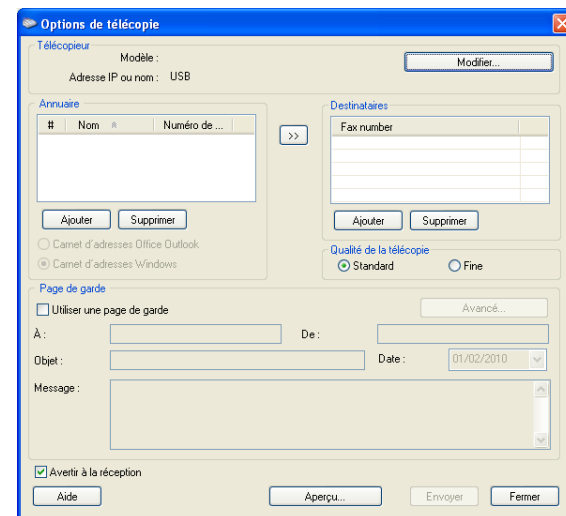 Options de télécopie
Télécopieur
Modèle :
Modifier...
Adresse IP ou nom : USB
Annuaire
Destinataires
# Nom Numéro de ...
>>
Fax number
Ajouter Supprimer
Ajouter Supprimer
Carnet d'adresses Office Outlook
Carnet d'adresses Windows
Qualité de la télécopie
Standard Fine
Page de garde
Utiliser une page de garde
Avancé...
À : De :
Objet : Date : 01/02/2010
Message :
Avertir à la réception
Aide Aperçu... Envoyer Fermer